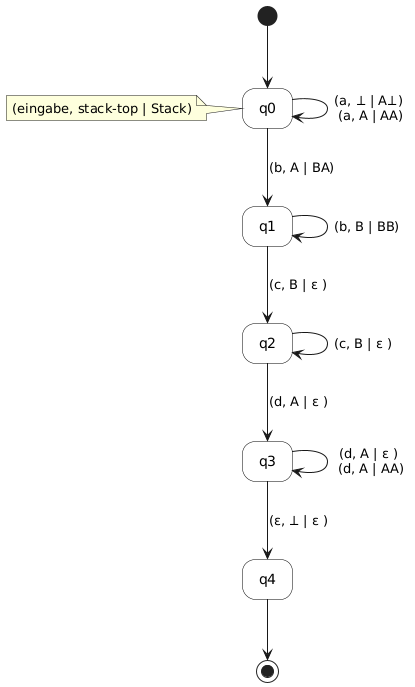 (a, ⊥ | A⊥)
(a, A | AA)
(eingabe, stack-top | Stack)
q0
(b, A | BA)
q1
(b, B | BB)
(c, B | ε )
q2
(c, B | ε )
(d, A | ε )
q3
(d, A | ε )
(d, A | AA)
(ε, ⊥ | ε )
q4